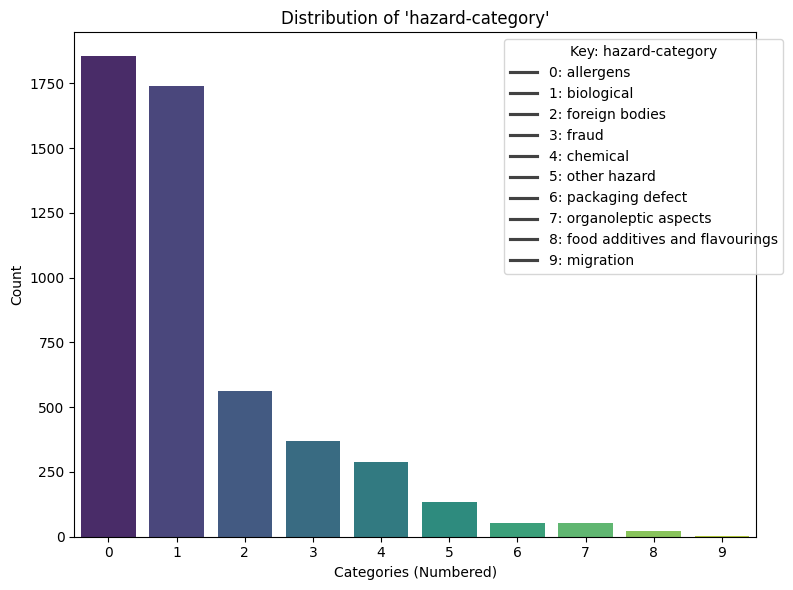 Distribution of 'hazard-category'
Key: hazard-category
0: allergens
1: biological
2: foreign bodies
3: fraud
4: chemical
5: other hazard
6: packaging defect
7: organoleptic aspects
8: food additives and flavourings
9: migration
Count
1750
1500
1250
1000
750
500
250
0
0 1 2 3 4 5 6 7 8 9
Categories (Numbered)